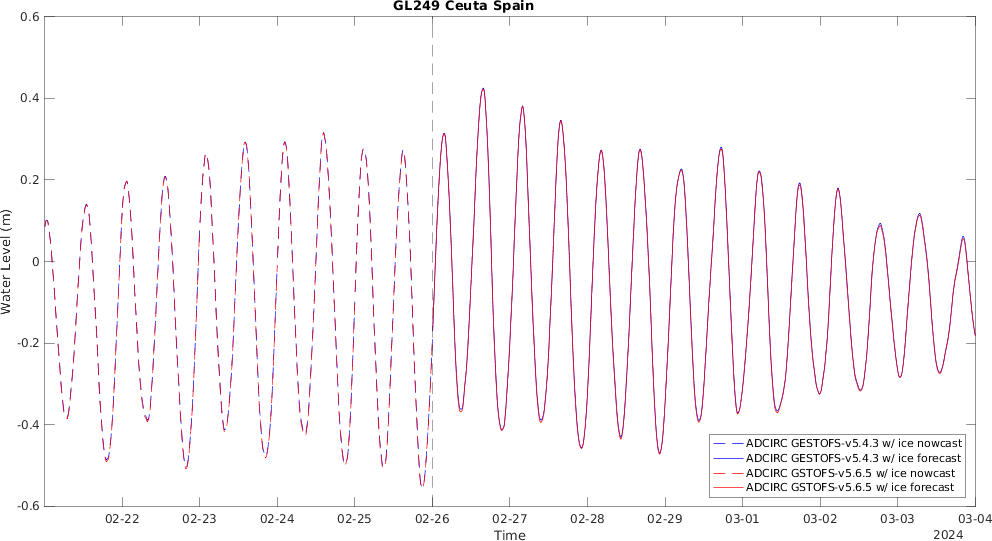 GL249 Ceuta Spain
0.6
0.4
0.2
0
-0.2
-0.4
-0.6
Water Level (m)
ADCIRC GESTOFS-v5.4.3 w/ ice nowcast
ADCIRC GESTOFS-v5.4.3 w/ ice forecast
ADCIRC GSTOFS-v5.6.5 w/ ice nowcast
ADCIRC GSTOFS-v5.6.5 w/ ice forecast
02-22 02-23 02-24 02-25 02-26 02-27 02-28 02-29 03-01 03-02 03-03 03-04
Time
2024